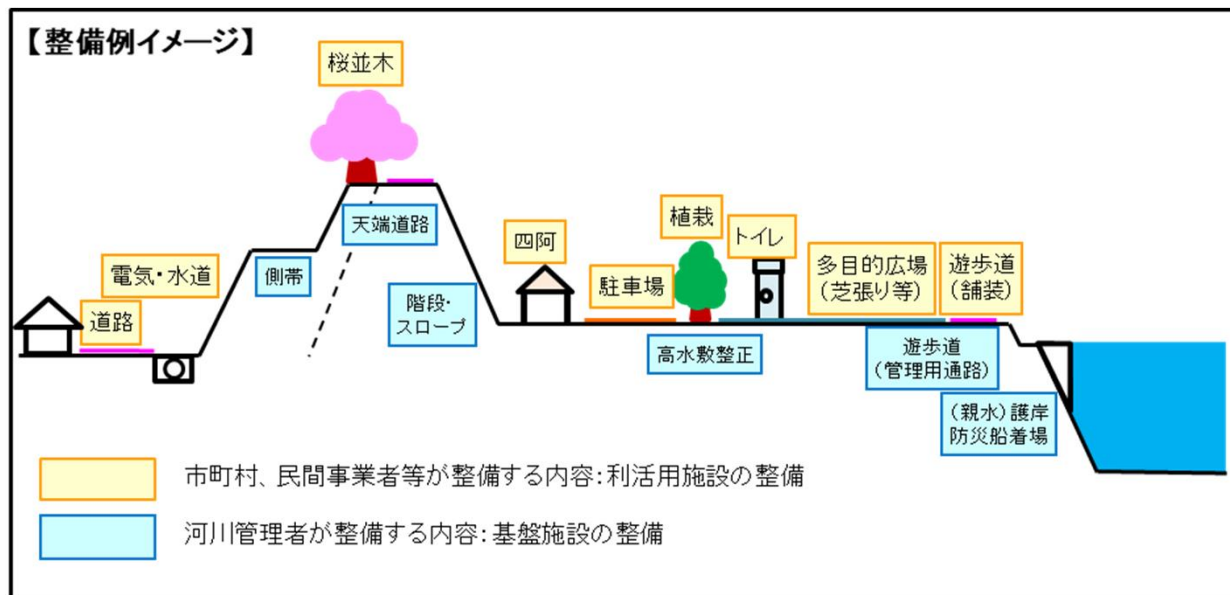 【整備例イメージ】
桜並木
天端道路
電気・水道
側帯
道路
階段・
スロープ
四阿
駐車場
植栽
トイレ
多目的広場
(芝張り等)
遊歩道
(舗装)
高水敷整正
遊歩道
(管理用通路)
(親水)護岸
防災船着場
市町村、民間事業者等が整備する内容:利活用施設の整備
河川管理者が整備する内容:基盤施設の整備